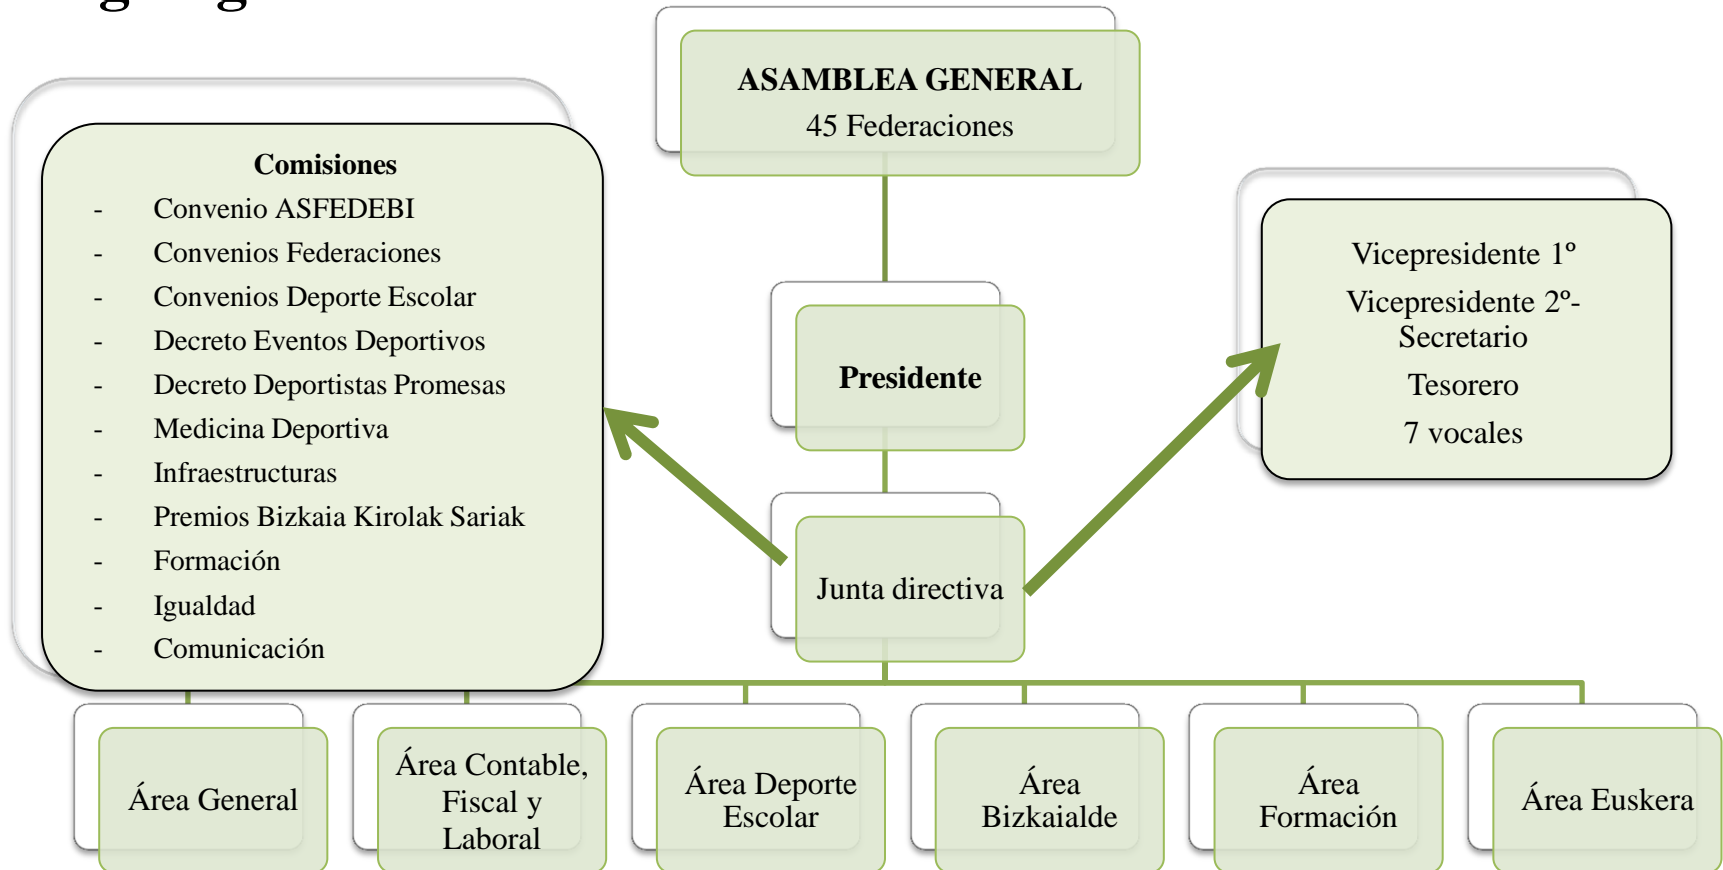 ASAMBLEA GENERAL
45 Federaciones
Comisiones
- Convenio ASFEDEBI
- Convenios Federaciones
- Convenios Deporte Escolar
- Decreto Eventos Deportivos
- Decreto Deportistas Promesas
- Medicina Deportiva
- Infraestructuras
- Premios Bizkaia Kirolak Sariak
- Formación
- Igualdad
- Comunicación
Vicepresidente 1º
Vicepresidente 2º-
Secretario
Tesorero
7 vocales
Presidente
Junta directiva
Área General
Área Contable,
Fiscal y
Laboral
Área Deporte
Escolar
Área
Bizkaialde
Área
Formación
Área Euskera